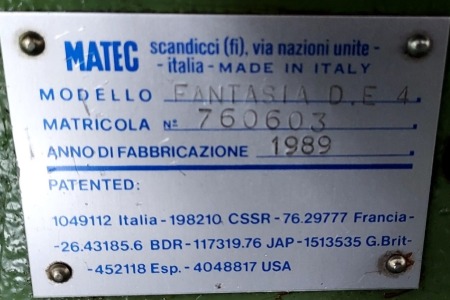 MATEC scandicci (fi), via nazioni unite -
- italia - MADE IN ITALY
MODELLO FANTASIA D.E 4
MATRICOLA Nº 760603
ANNO DI FABBRICAZIONE 1989
PATENTED:
1049112 Italia - 198210 CSSR - 76.29777 Francia-
-26.43185.6 BDR - 117319.76 JAP - 1513535 G.Brit-
-452118 Esp. - 4048817 USA